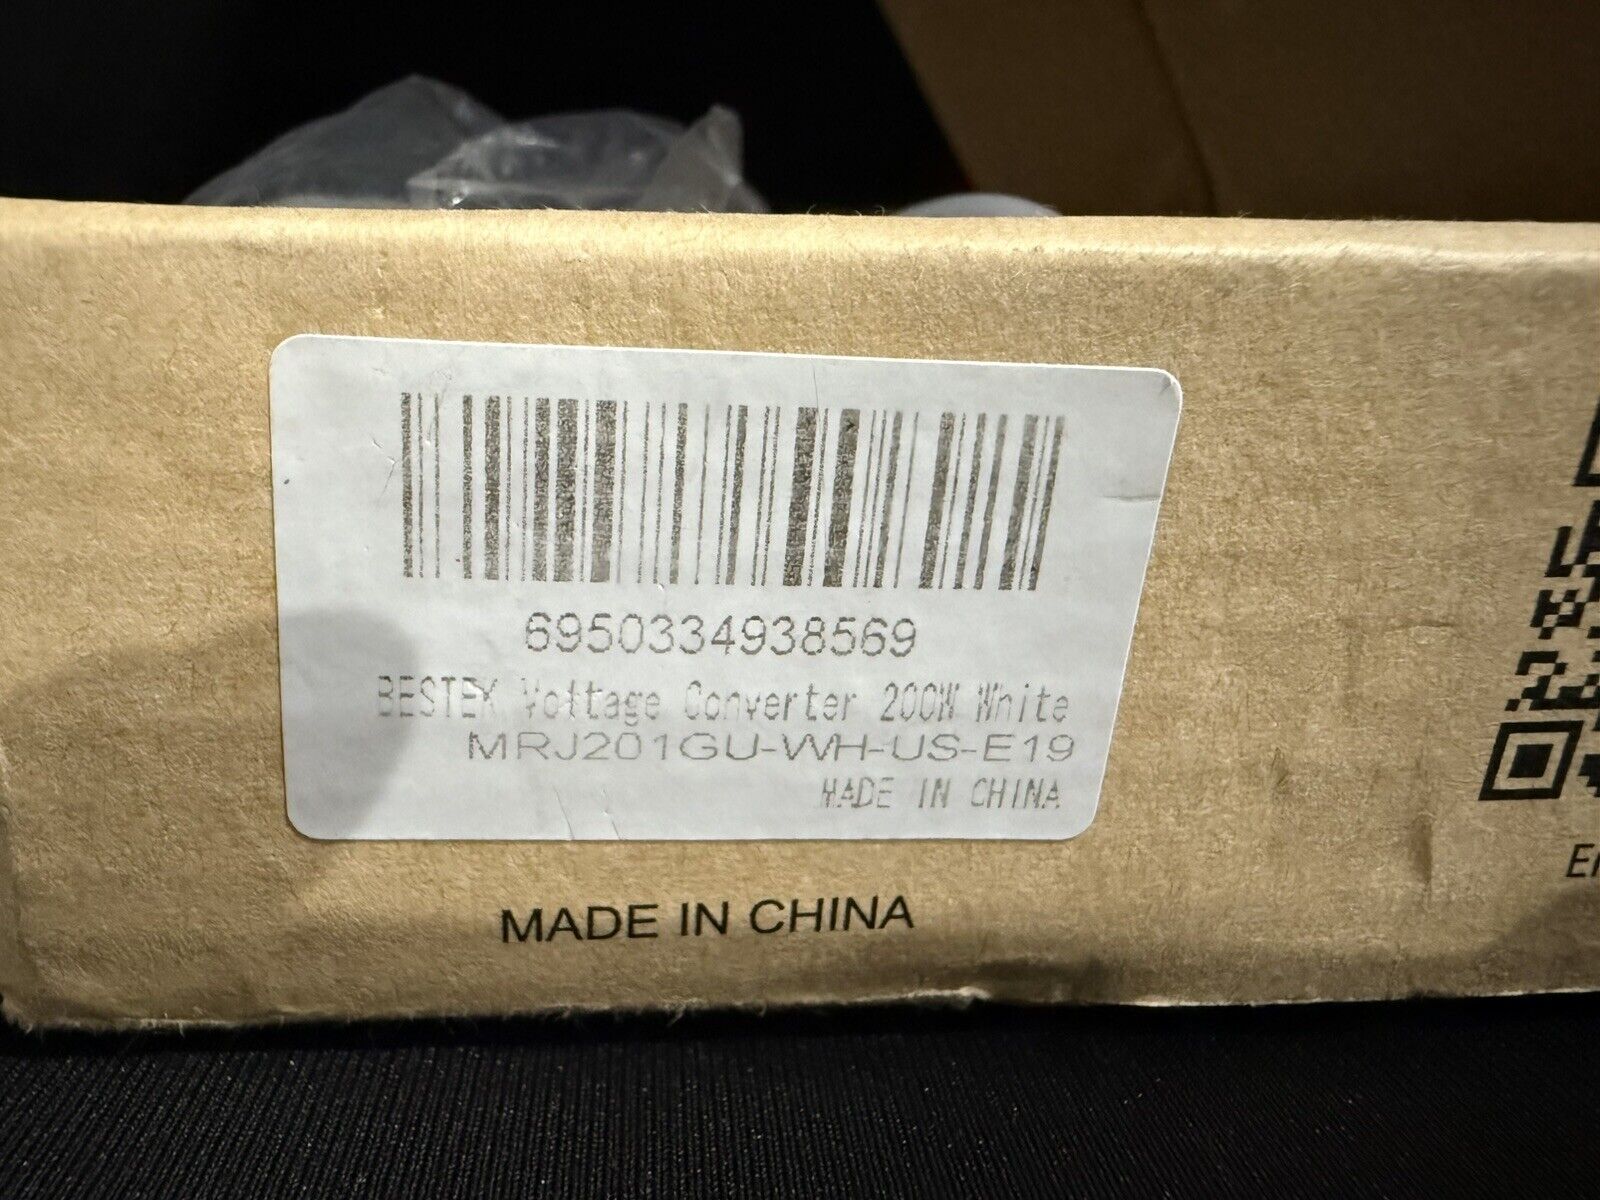 6950334938569
BESTEK Voltage Converter 200W White
MRJ201GU-WH-US-E19
MADE IN CHINA
MADE IN CHINA